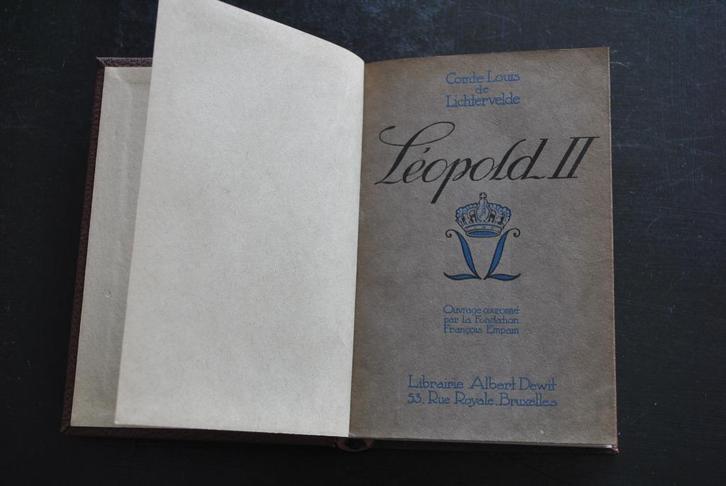 Comte Louis
de
Lichtervelde
Léopold II
Ouvrage couronné
par la Fondation
François Empain
Librairie Albert Dewit
53, Rue Royale, Bruxelles